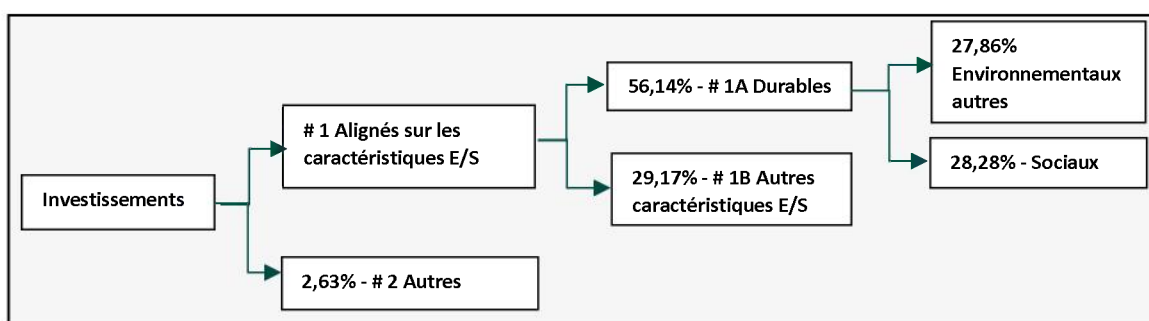 Investissements
# 1 Alignés sur les
caractéristiques E/S
2,63% - # 2 Autres
56,14% - # 1A Durables
29,17% - # 1B Autres
caractéristiques E/S
27,86%
Environnementaux
autres
28,28% - Sociaux